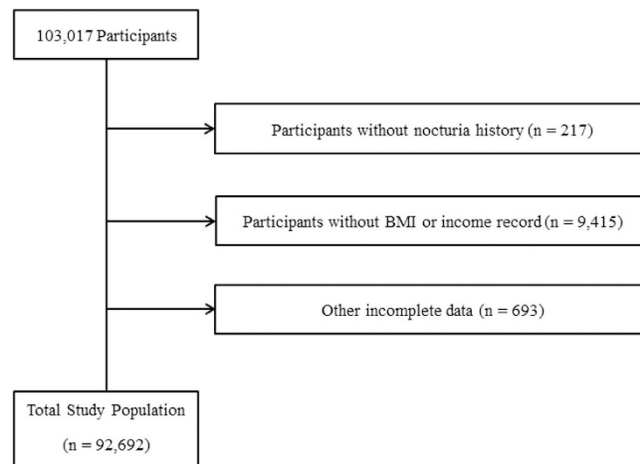 103,017 Participants
Participants without nocturia history (n = 217)
Participants without BMI or income record (n = 9,415)
Other incomplete data (n = 693)
Total Study Population
(n = 92,692)